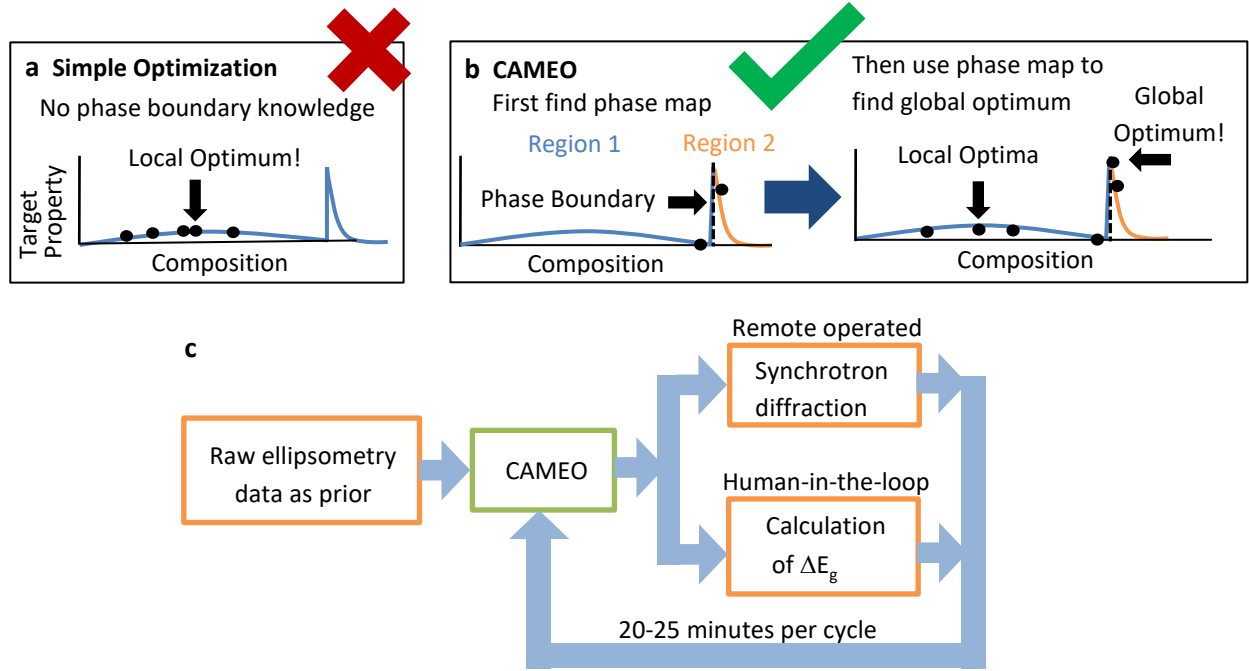 a Simple Optimization
No phase boundary knowledge
Local Optimum!
Target
Property
Composition
b CAMEO
First find phase map
Region 1
Region 2
Phase Boundary
Composition
Then use phase map to
find global optimum
Global
Optimum!
Local Optima
Composition
c
Raw ellipsometry
data as prior
CAMEO
Remote operated
Synchrotron
diffraction
Human-in-the-loop
Calculation
of ΔEg
20-25 minutes per cycle